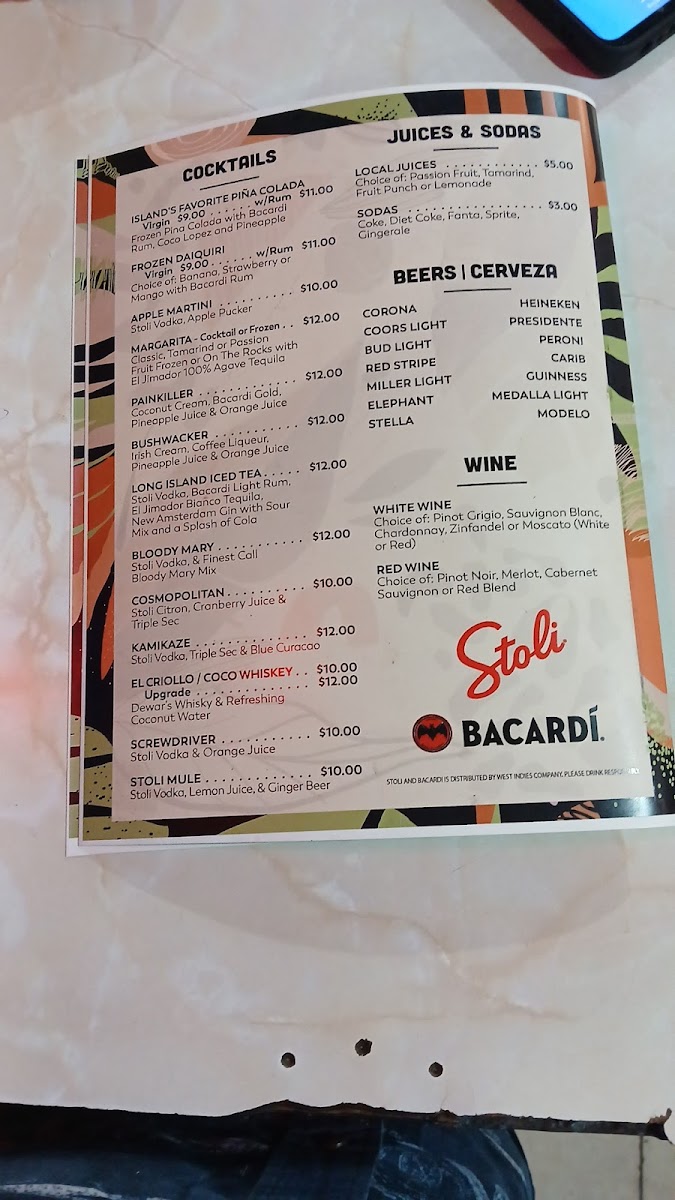 COCKTAILS
ISLAND'S FAVORITE PIÑA COLADA
Virgin $9.00 . . . . . . w/Rum $11.00
Frozen Pina Colada with Bacardi
Rum, Coco Lopez and Pineapple
FROZEN DAIQUIRI
Virgin $9.00 . . . . . . w/Rum $11.00
Choice of: Banana, Strawberry or
Mango with Bacardi Rum
APPLE MARTINI . . . . . . . . . . $10.00
Stoli Vodka, Apple Pucker
MARGARITA - Cocktail or Frozen . . $12.00
Classic, Tamarind or Passion
Fruit Frozen or On The Rocks with
El Jimador 100% Agave Tequila
PAINKILLER . . . . . . . . . . . . . $12.00
Coconut Cream, Bacardi Gold,
Pineapple Juice & Orange Juice
BUSHWACKER . . . . . . . . . . . $12.00
Irish Cream, Coffee Liqueur,
Pineapple Juice & Orange Juice
LONG ISLAND ICED TEA . . . . . $12.00
Stoli Vodka, Bacardi Light Rum,
El Jimador Bianco Tequila,
New Amsterdam Gin with Sour
Mix and a Splash of Cola
BLOODY MARY . . . . . . . . . . . $12.00
Stoli Vodka, & Finest Call
Bloody Mary Mix
COSMOPOLITAN . . . . . . . . . . $10.00
Stoli Citron, Cranberry Juice &
Triple Sec
KAMIKAZE . . . . . . . . . . . . . . $12.00
Stoli Vodka, Triple Sec & Blue Curacao
EL CRIOLLO / COCO WHISKEY . . $10.00
Upgrade . . . . . . . . . . . . . . $12.00
Dewar's Whisky & Refreshing
Coconut Water
SCREWDRIVER . . . . . . . . . . . $10.00
Stoli Vodka & Orange Juice
STOLI MULE . . . . . . . . . . . . . $10.00
Stoli Vodka, Lemon Juice, & Ginger Beer
JUICES & SODAS
LOCAL JUICES . . . . . . . . . . . . $5.00
Choice of: Passion Fruit, Tamarind,
Fruit Punch or Lemonade
SODAS . . . . . . . . . . . . . . . . . . $3.00
Coke, Diet Coke, Fanta, Sprite,
Gingerale
BEERS | CERVEZA
CORONA
COORS LIGHT
BUD LIGHT
RED STRIPE
MILLER LIGHT
ELEPHANT
STELLA
HEINEKEN
PRESIDENTE
PERONI
CARIB
GUINNESS
MEDALLA LIGHT
MODELO
WINE
WHITE WINE
Choice of: Pinot Grigio, Sauvignon Blanc,
Chardonnay, Zinfandel or Moscato (White
or Red)
RED WINE
Choice of: Pinot Noir, Merlot, Cabernet
Sauvignon or Red Blend
Stoli
BACARDÍ
STOLI AND BACARDI IS DISTRIBUTED BY WEST INDIES COMPANY. PLEASE DRINK